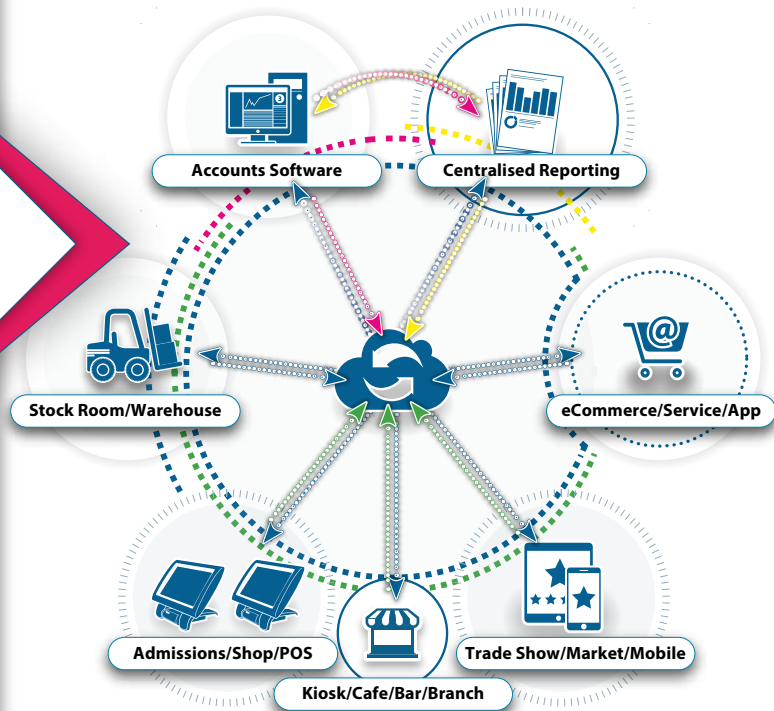 Accounts Software
Centralised Reporting
Stock Room/Warehouse
@
eCommerce/Service/App
Admissions/Shop/POS
Trade Show/Market/Mobile
Kiosk/Cafe/Bar/Branch